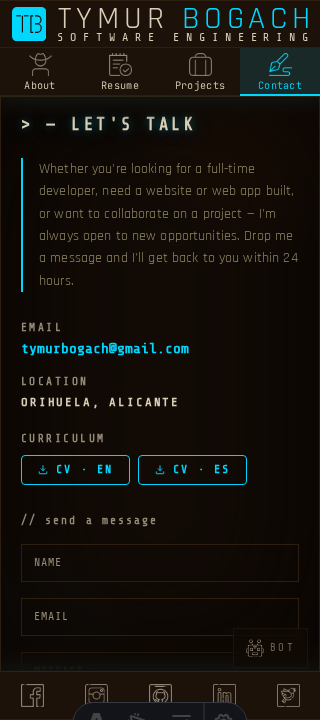 TB
TYMUR BOGACH
SOFTWARE ENGINEERING
About
Resume
Projects
Contact
> — LET'S TALK
Whether you're looking for a full-time
developer, need a website or web app built,
or want to collaborate on a project — I'm
always open to new opportunities. Drop me
a message and I'll get back to you within 24
hours.
EMAIL
tymurbogach@gmail.com
LOCATION
ORIHUELA, ALICANTE
CURRICULUM
CV · EN
CV · ES
// send a message
NAME
EMAIL
BOT